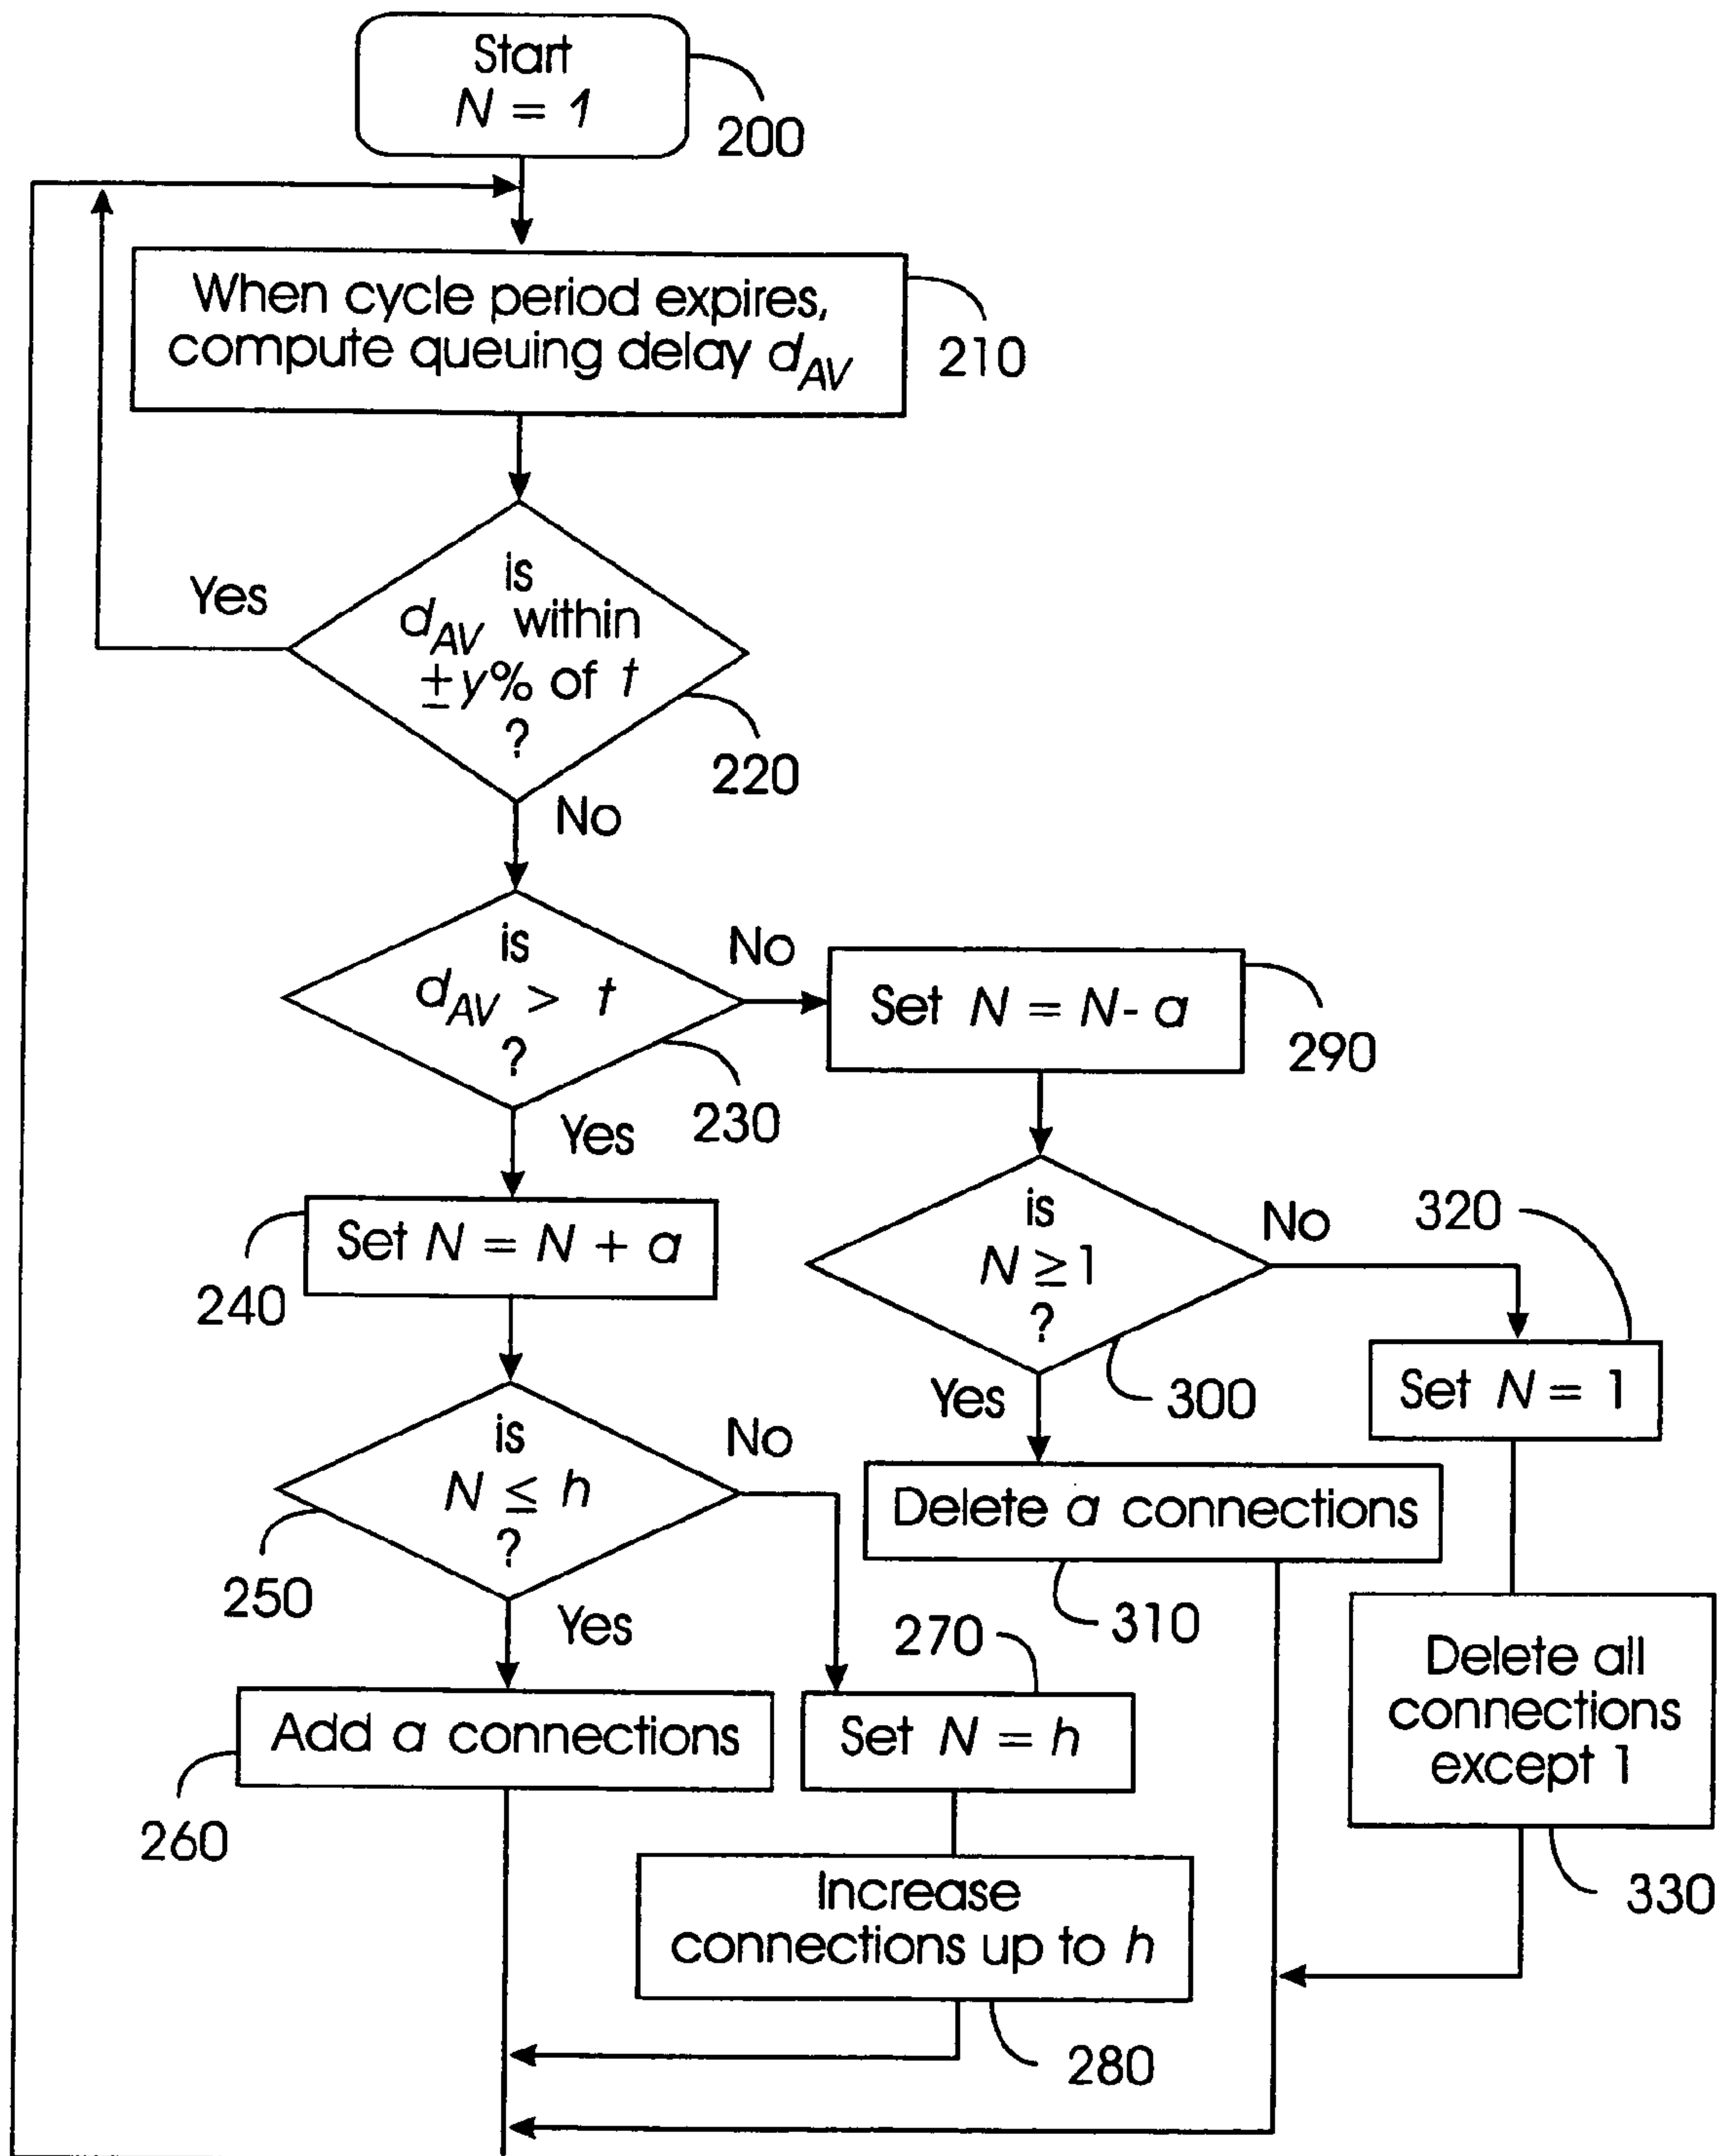 Start
N = 1
200
When cycle period expires,
compute queuing delay dAV
210
is
dAV within
±y% of t
?
220
Yes
No
is
dAV > t
?
230
No
Yes
Set N = N - a
290
Set N = N + a
240
is
N ≥ 1
?
300
No
Yes
320
Set N = 1
is
N ≤ h
?
250
No
Yes
Delete a connections
310
270
Set N = h
Add a connections
260
Delete all
connections
except 1
330
Increase
connections up to h
280